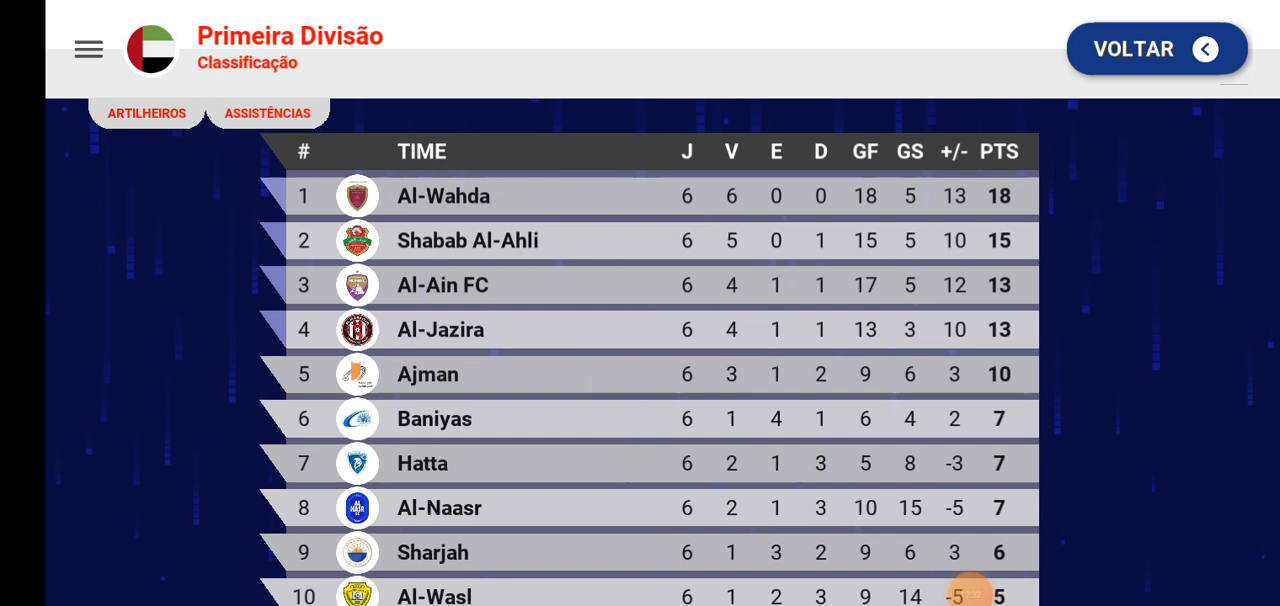 Primeira Divisão
Classificação
VOLTAR
ARTILHEIROS ASSISTÊNCIAS
# TIME J V E D GF GS +/- PTS
1 Al-Wahda 6 6 0 0 18 5 13 18
2 Shabab Al-Ahli 6 5 0 1 15 5 10 15
3 Al-Ain FC 6 4 1 1 17 5 12 13
4 Al-Jazira 6 4 1 1 13 3 10 13
5 Ajman 6 3 1 2 9 6 3 10
6 Baniyas 6 1 4 1 6 4 2 7
7 Hatta 6 2 1 3 5 8 -3 7
AL NASR
8 Al-Naasr 6 2 1 3 10 15 -5 7
9 Sharjah 6 1 3 2 9 6 3 6
10 Al-Wasl 6 1 2 3 9 14 -5 5